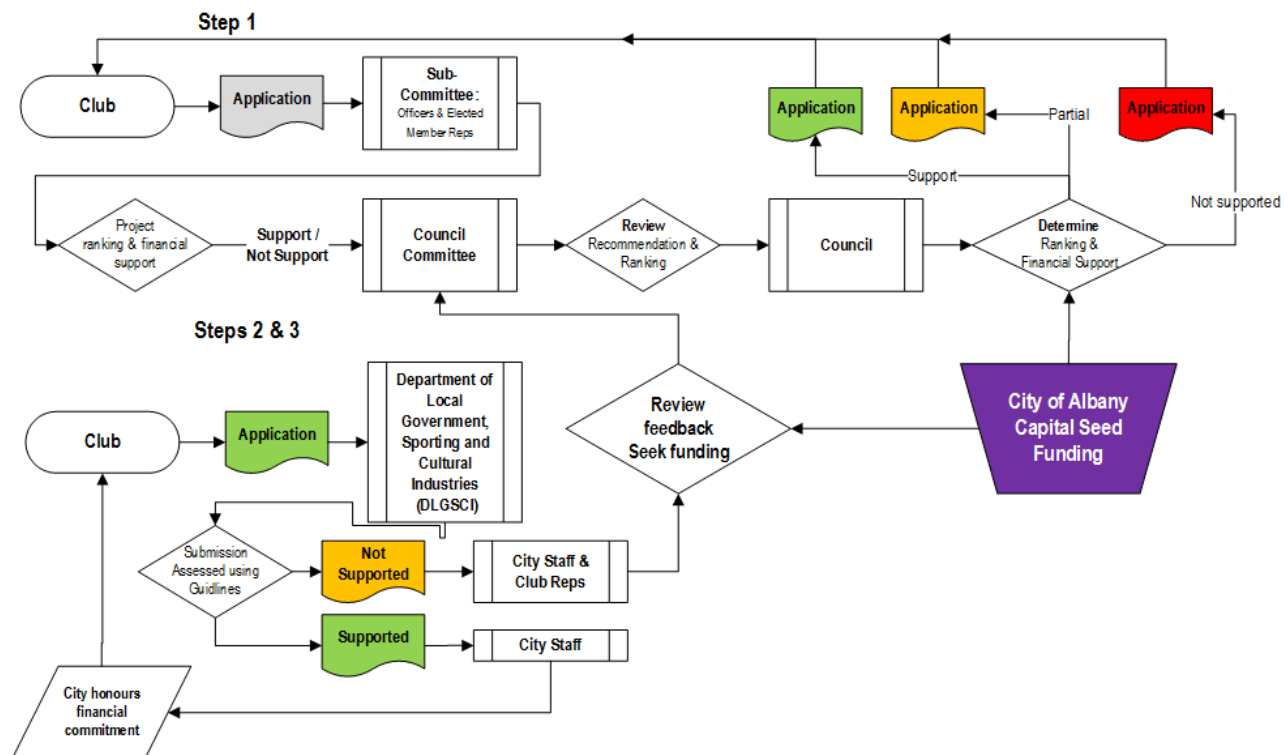 Step 1
Club
Application
Sub-
Committee:
Officers & Elected
Member Reps
Application
Application
Application
Partial
Support
Not supported
Project
ranking & financial
support
Support /
Not Support
Council
Committee
Review
Recommendation &
Ranking
Council
Determine
Ranking &
Financial Support
Steps 2 & 3
Club
Application
Department of
Local
Government,
Sporting and
Cultural
Industries
(DLGSCI)
Review
feedback
Seek funding
City of Albany
Capital Seed
Funding
Submission
Assessed using
Guidlines
Not
Supported
City Staff &
Club Reps
Supported
City Staff
City honours
financial
commitment